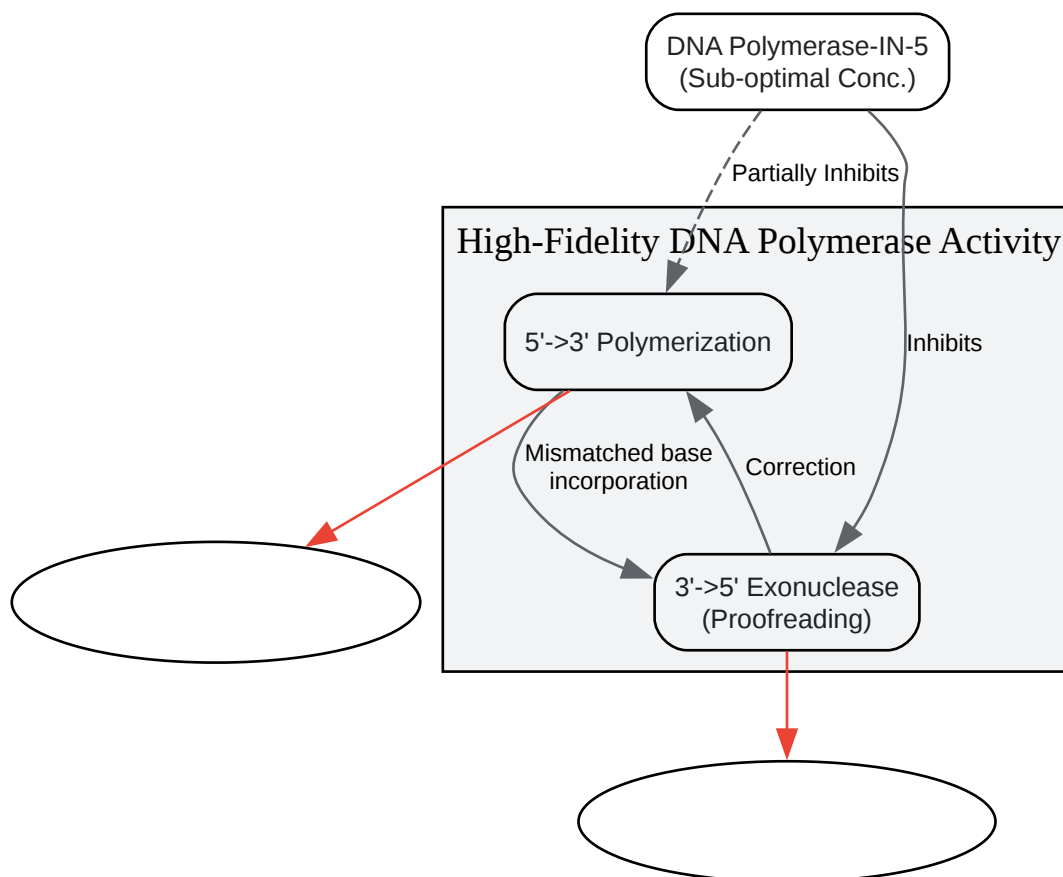 DNA Polymerase-IN-5
(Sub-optimal Conc.)
Partially Inhibits
High-Fidelity DNA Polymerase Activity
5'->3' Polymerization
Inhibits
Mismatched base
incorporation
Correction
3'->5' Exonuclease
(Proofreading)